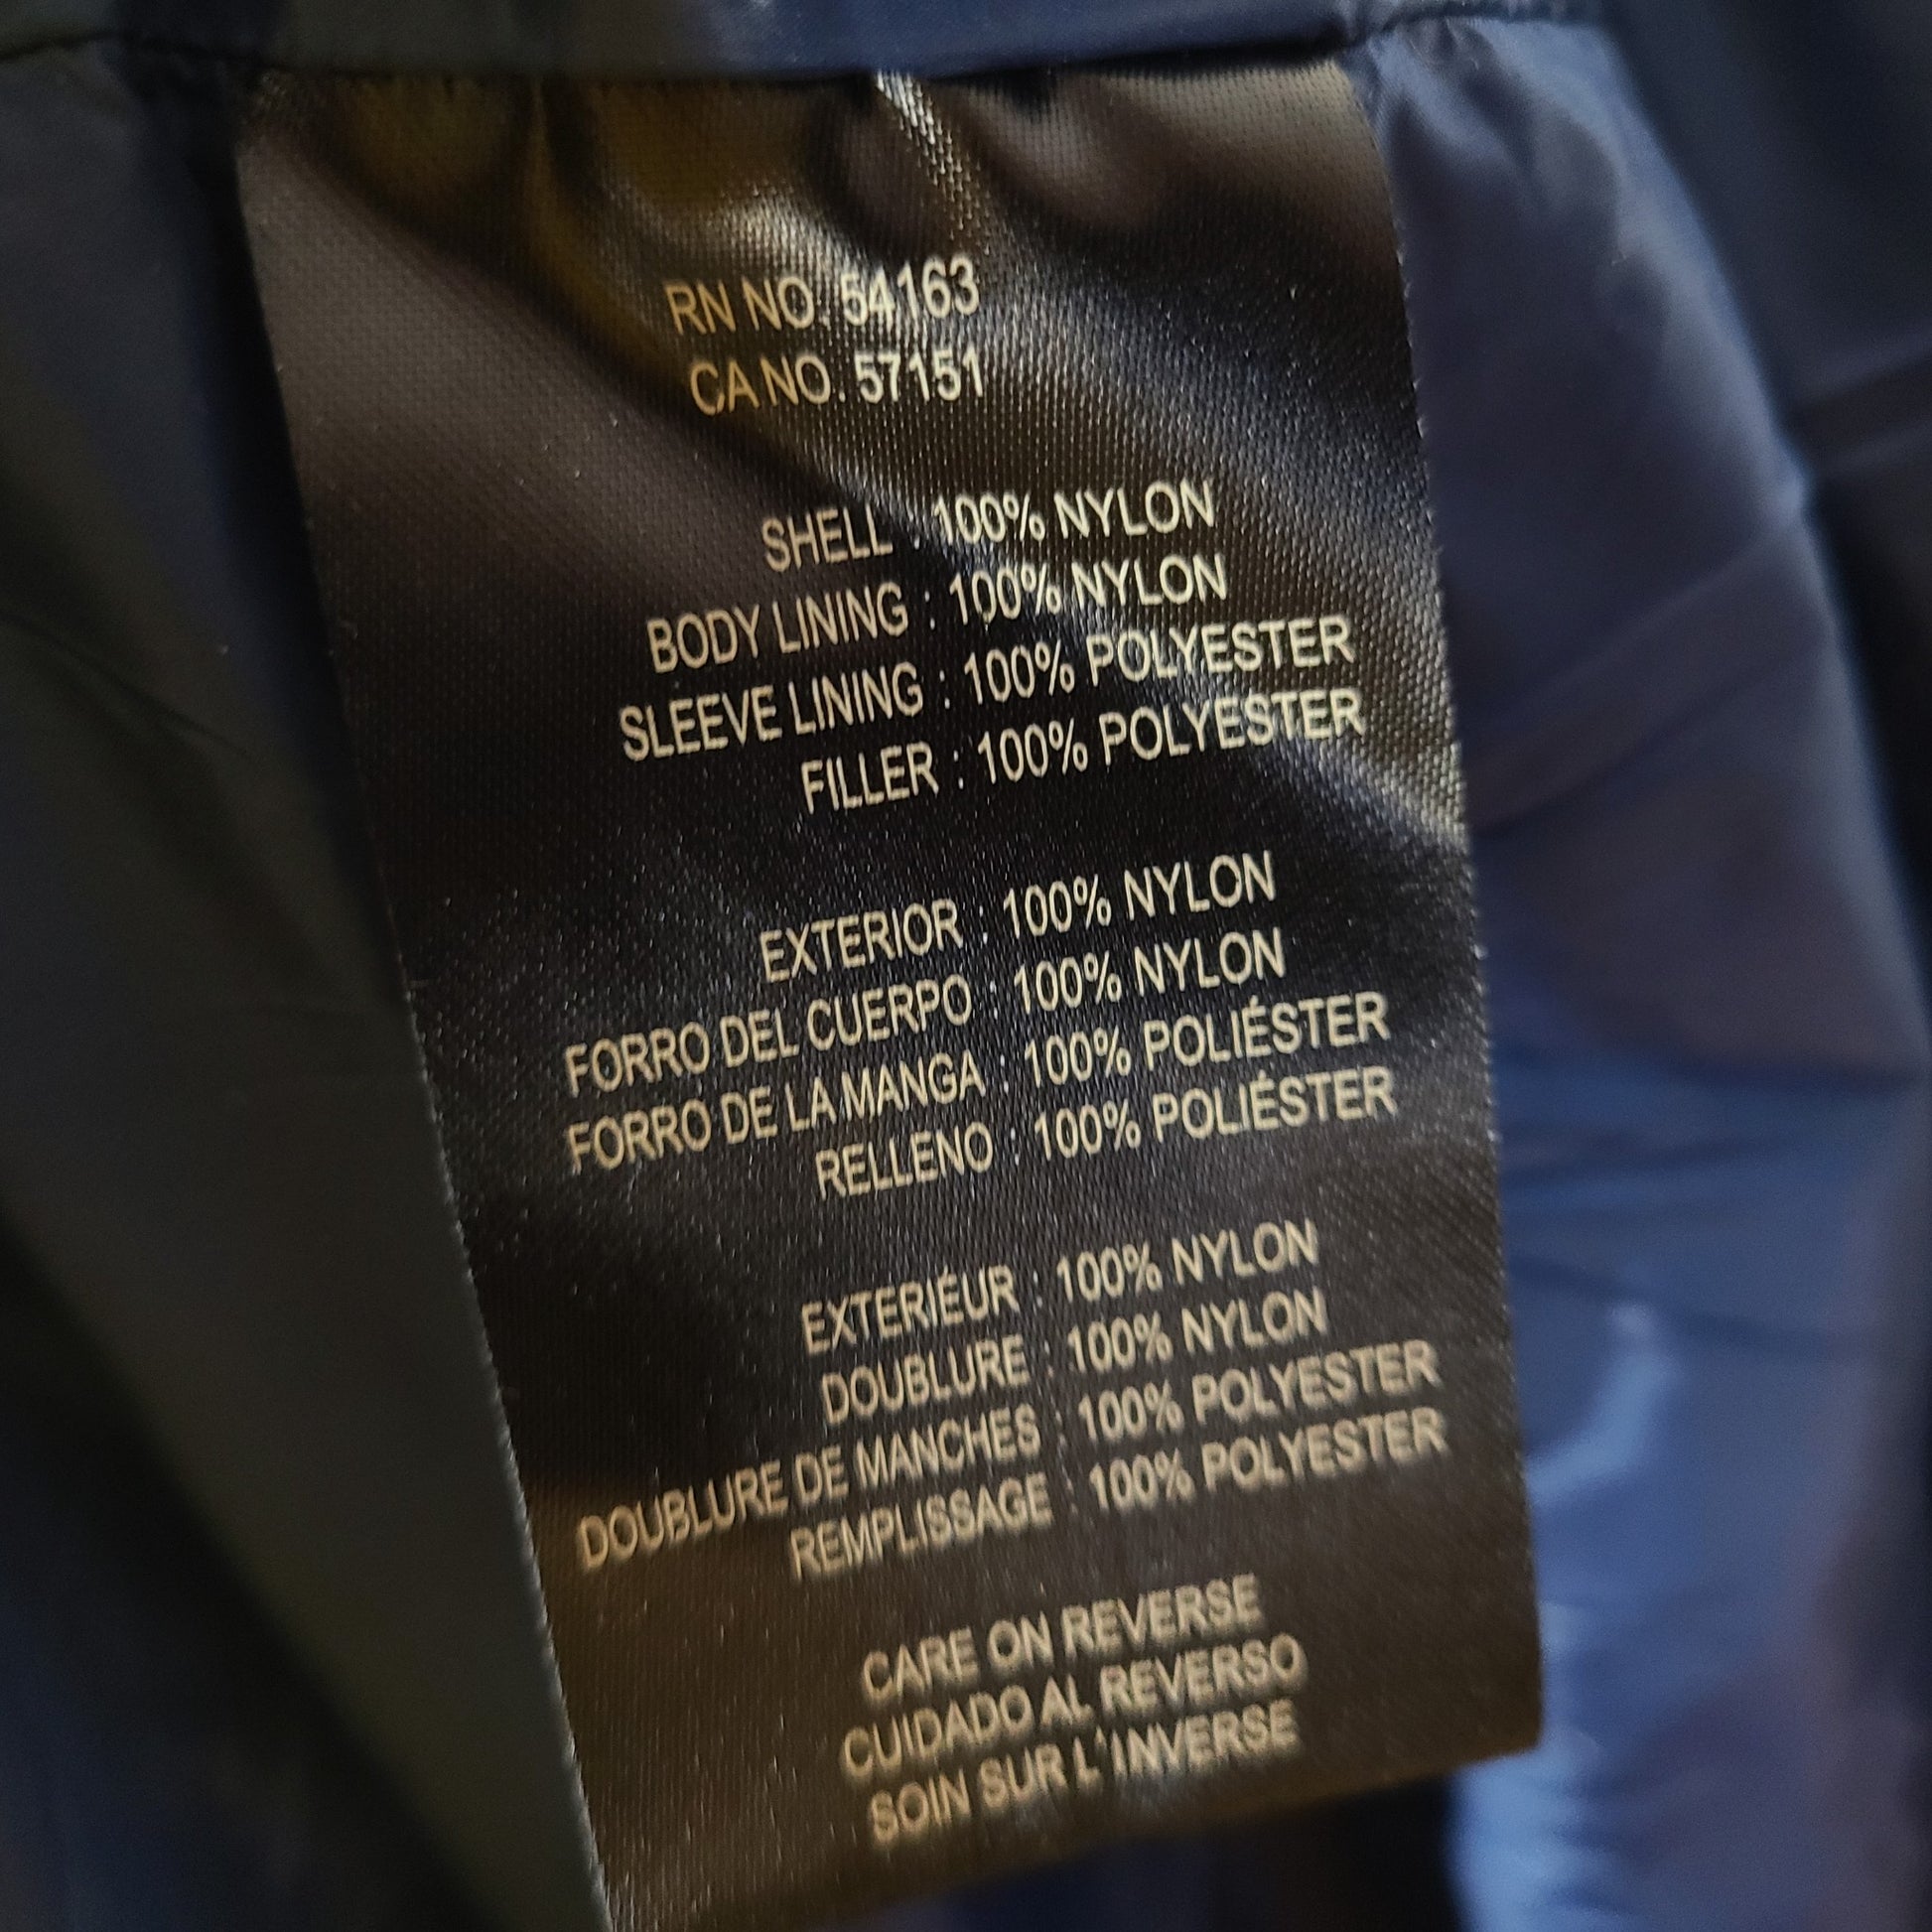 RN NO. 54163
CA NO. 57151
SHELL : 100% NYLON
BODY LINING : 100% NYLON
SLEEVE LINING : 100% POLYESTER
FILLER : 100% POLYESTER
EXTERIOR : 100% NYLON
FORRO DEL CUERPO : 100% NYLON
FORRO DE LA MANGA : 100% POLIÉSTER
RELLENO : 100% POLIÉSTER
EXTERIÉUR : 100% NYLON
DOUBLURE : 100% NYLON
DOUBLURE DE MANCHES : 100% POLYESTER
REMPLISSAGE : 100% POLYESTER
CARE ON REVERSE
CUIDADO AL REVERSO
SOIN SUR L'INVERSE